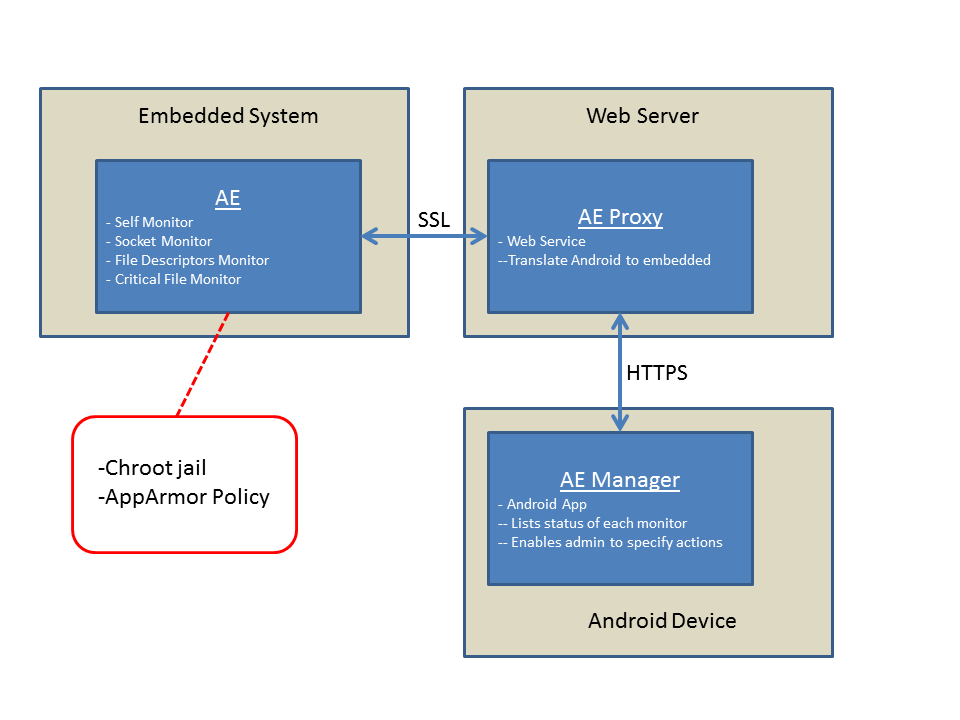 Embedded System
AE
- Self Monitor
- Socket Monitor
- File Descriptors Monitor
- Critical File Monitor
SSL
Web Server
AE Proxy
- Web Service
--Translate Android to embedded
HTTPS
-Chroot jail
-AppArmor Policy
AE Manager
- Android App
-- Lists status of each monitor
-- Enables admin to specify actions
Android Device